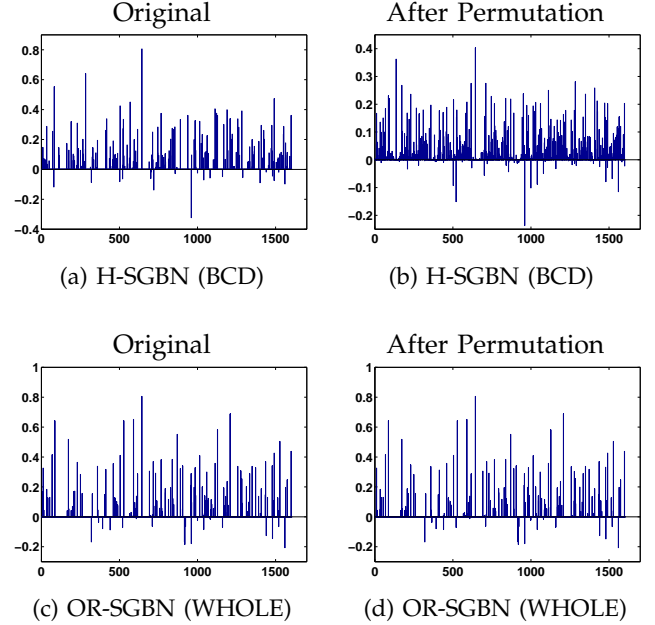 Original
0.8
0.6
0.4
0.2
0
−0.2
−0.4
0 500 1000 1500
(a) H-SGBN (BCD)
After Permutation
0.4
0.3
0.2
0.1
0
−0.1
−0.2
0 500 1000 1500
(b) H-SGBN (BCD)
Original
1
0.8
0.6
0.4
0.2
0
−0.2
0 500 1000 1500
(c) OR-SGBN (WHOLE)
After Permutation
1
0.8
0.6
0.4
0.2
0
−0.2
0 500 1000 1500
(d) OR-SGBN (WHOLE)